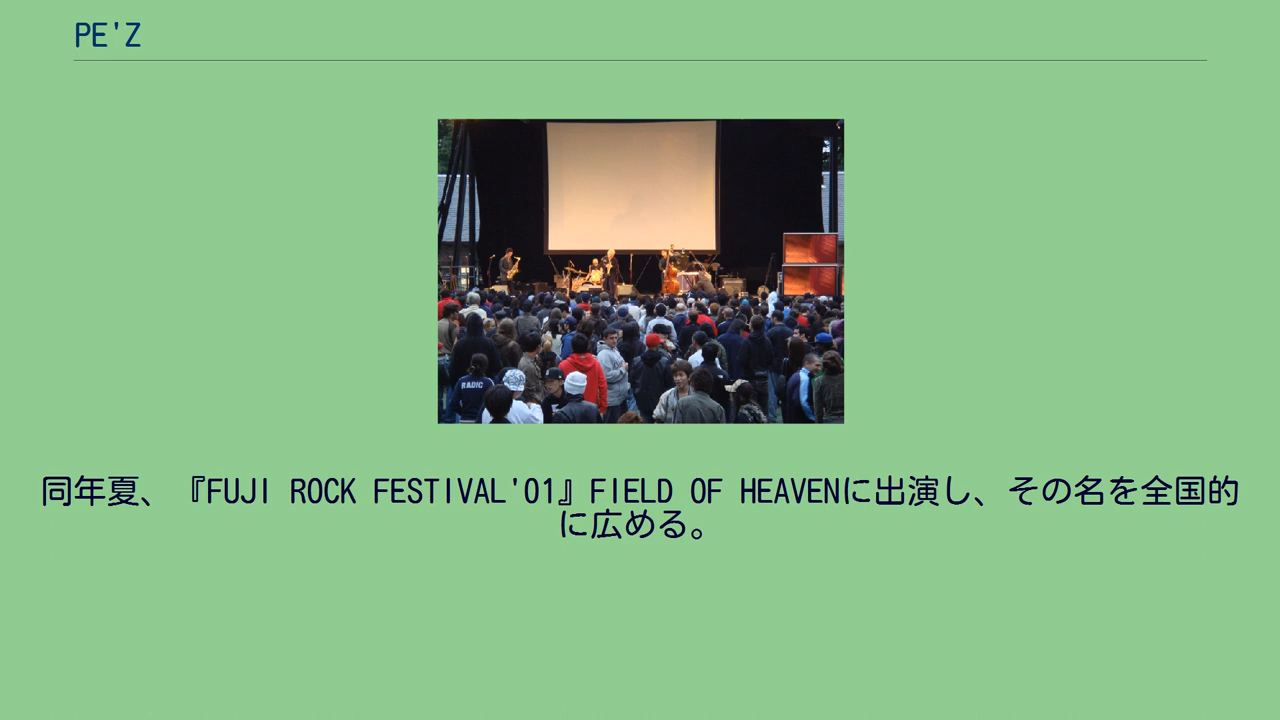 PE'Z
RADIC
同年夏、『FUJI ROCK FESTIVAL'01』FIELD OF HEAVENに出演し、その名を全国的
に広める。